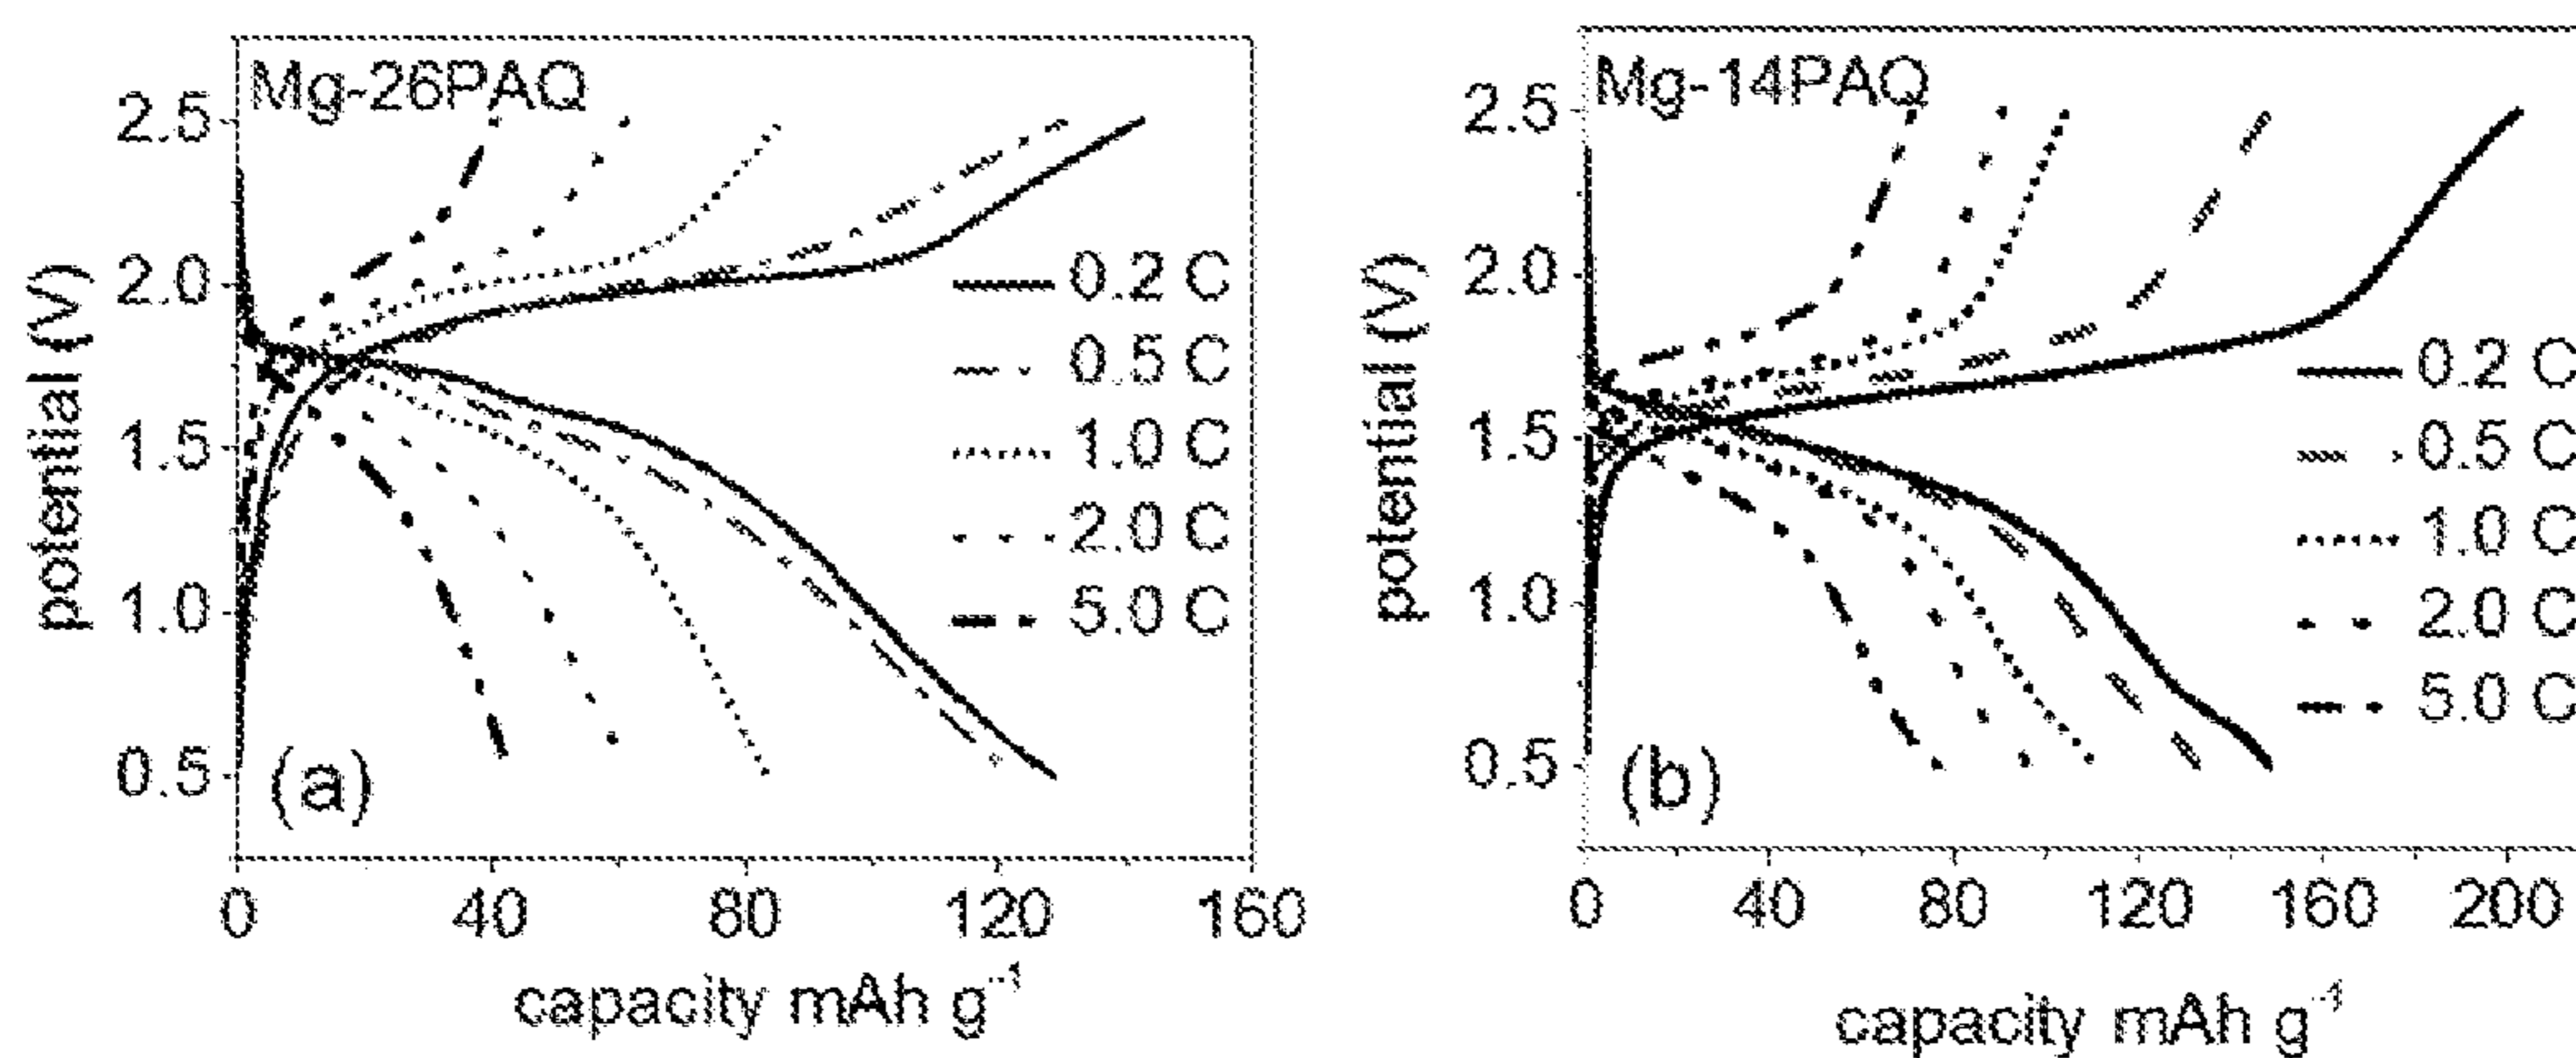 Mg-26PAQ
2.5
2.0
1.5
1.0
0.5
potential (V)
0.2 C
0.5 C
1.0 C
2.0 C
5.0 C
(a)
0 40 80 120 160
capacity mAh g⁻¹
Mg-14PAQ
2.5
2.0
1.5
1.0
0.5
potential (V)
0.2 C
0.5 C
1.0 C
2.0 C
5.0 C
(b)
0 40 80 120 160 200
capacity mAh g⁻¹